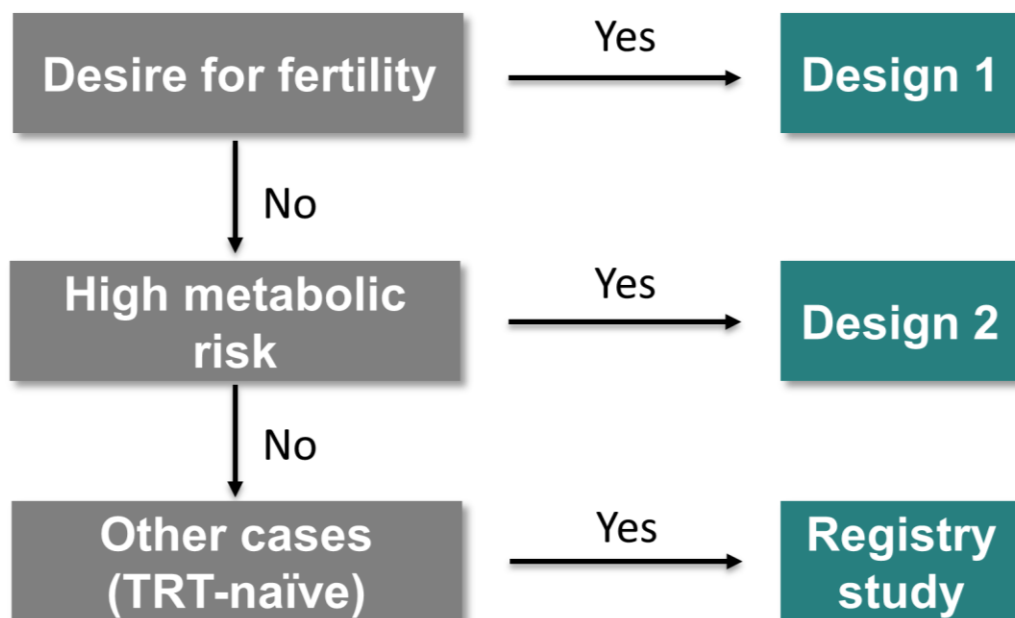 Desire for fertility
Yes
Design 1
No
High metabolic
risk
Yes
Design 2
No
Other cases
(TRT-naïve)
Yes
Registry
study